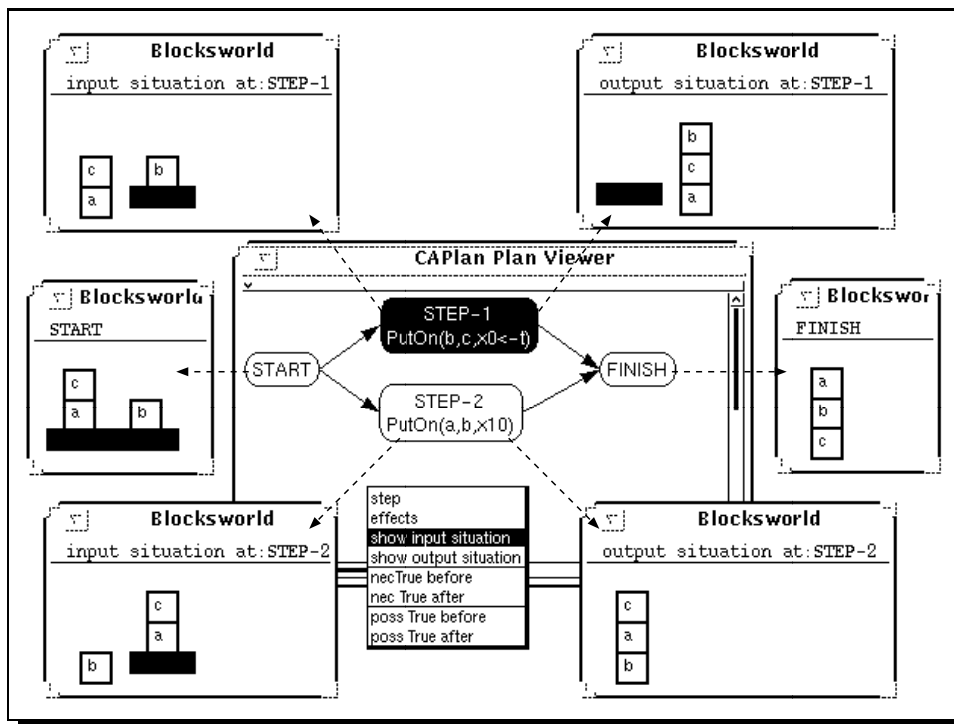 Blocksworld
input situation at:STEP-1
c
b
a
Blocksworld
output situation at:STEP-1
b
c
a
CAPlan Plan Viewer
STEP-1
PutOn(b,c,x0<-t)
START
FINISH
STEP-2
PutOn(a,b,x10)
Blocksworld
START
c
a
b
Blockswor
FINISH
a
b
c
Blocksworld
input situation at:STEP-2
c
a
b
step
effects
show input situation
show output situation
necTrue before
nec True after
poss True before
poss True after
Blocksworld
output situation at:STEP-2
c
a
b